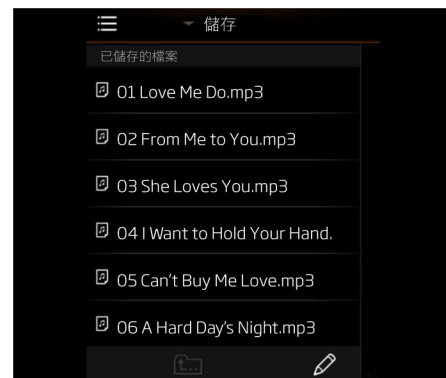 儲存
已儲存的檔案
01 Love Me Do.mp3
02 From Me to You.mp3
03 She Loves You.mp3
04 I Want to Hold Your Hand.
05 Can't Buy Me Love.mp3
06 A Hard Day's Night.mp3